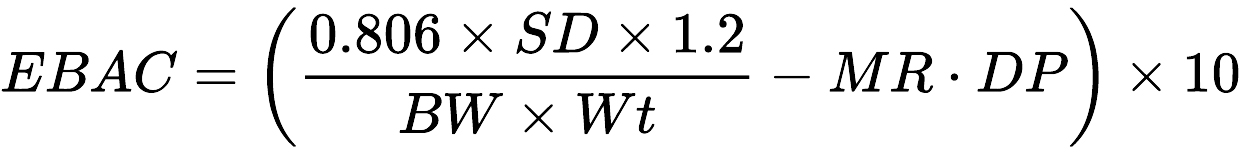 EBAC = ( 0.806 × SD × 1.2 / BW × Wt − MR · DP ) × 10